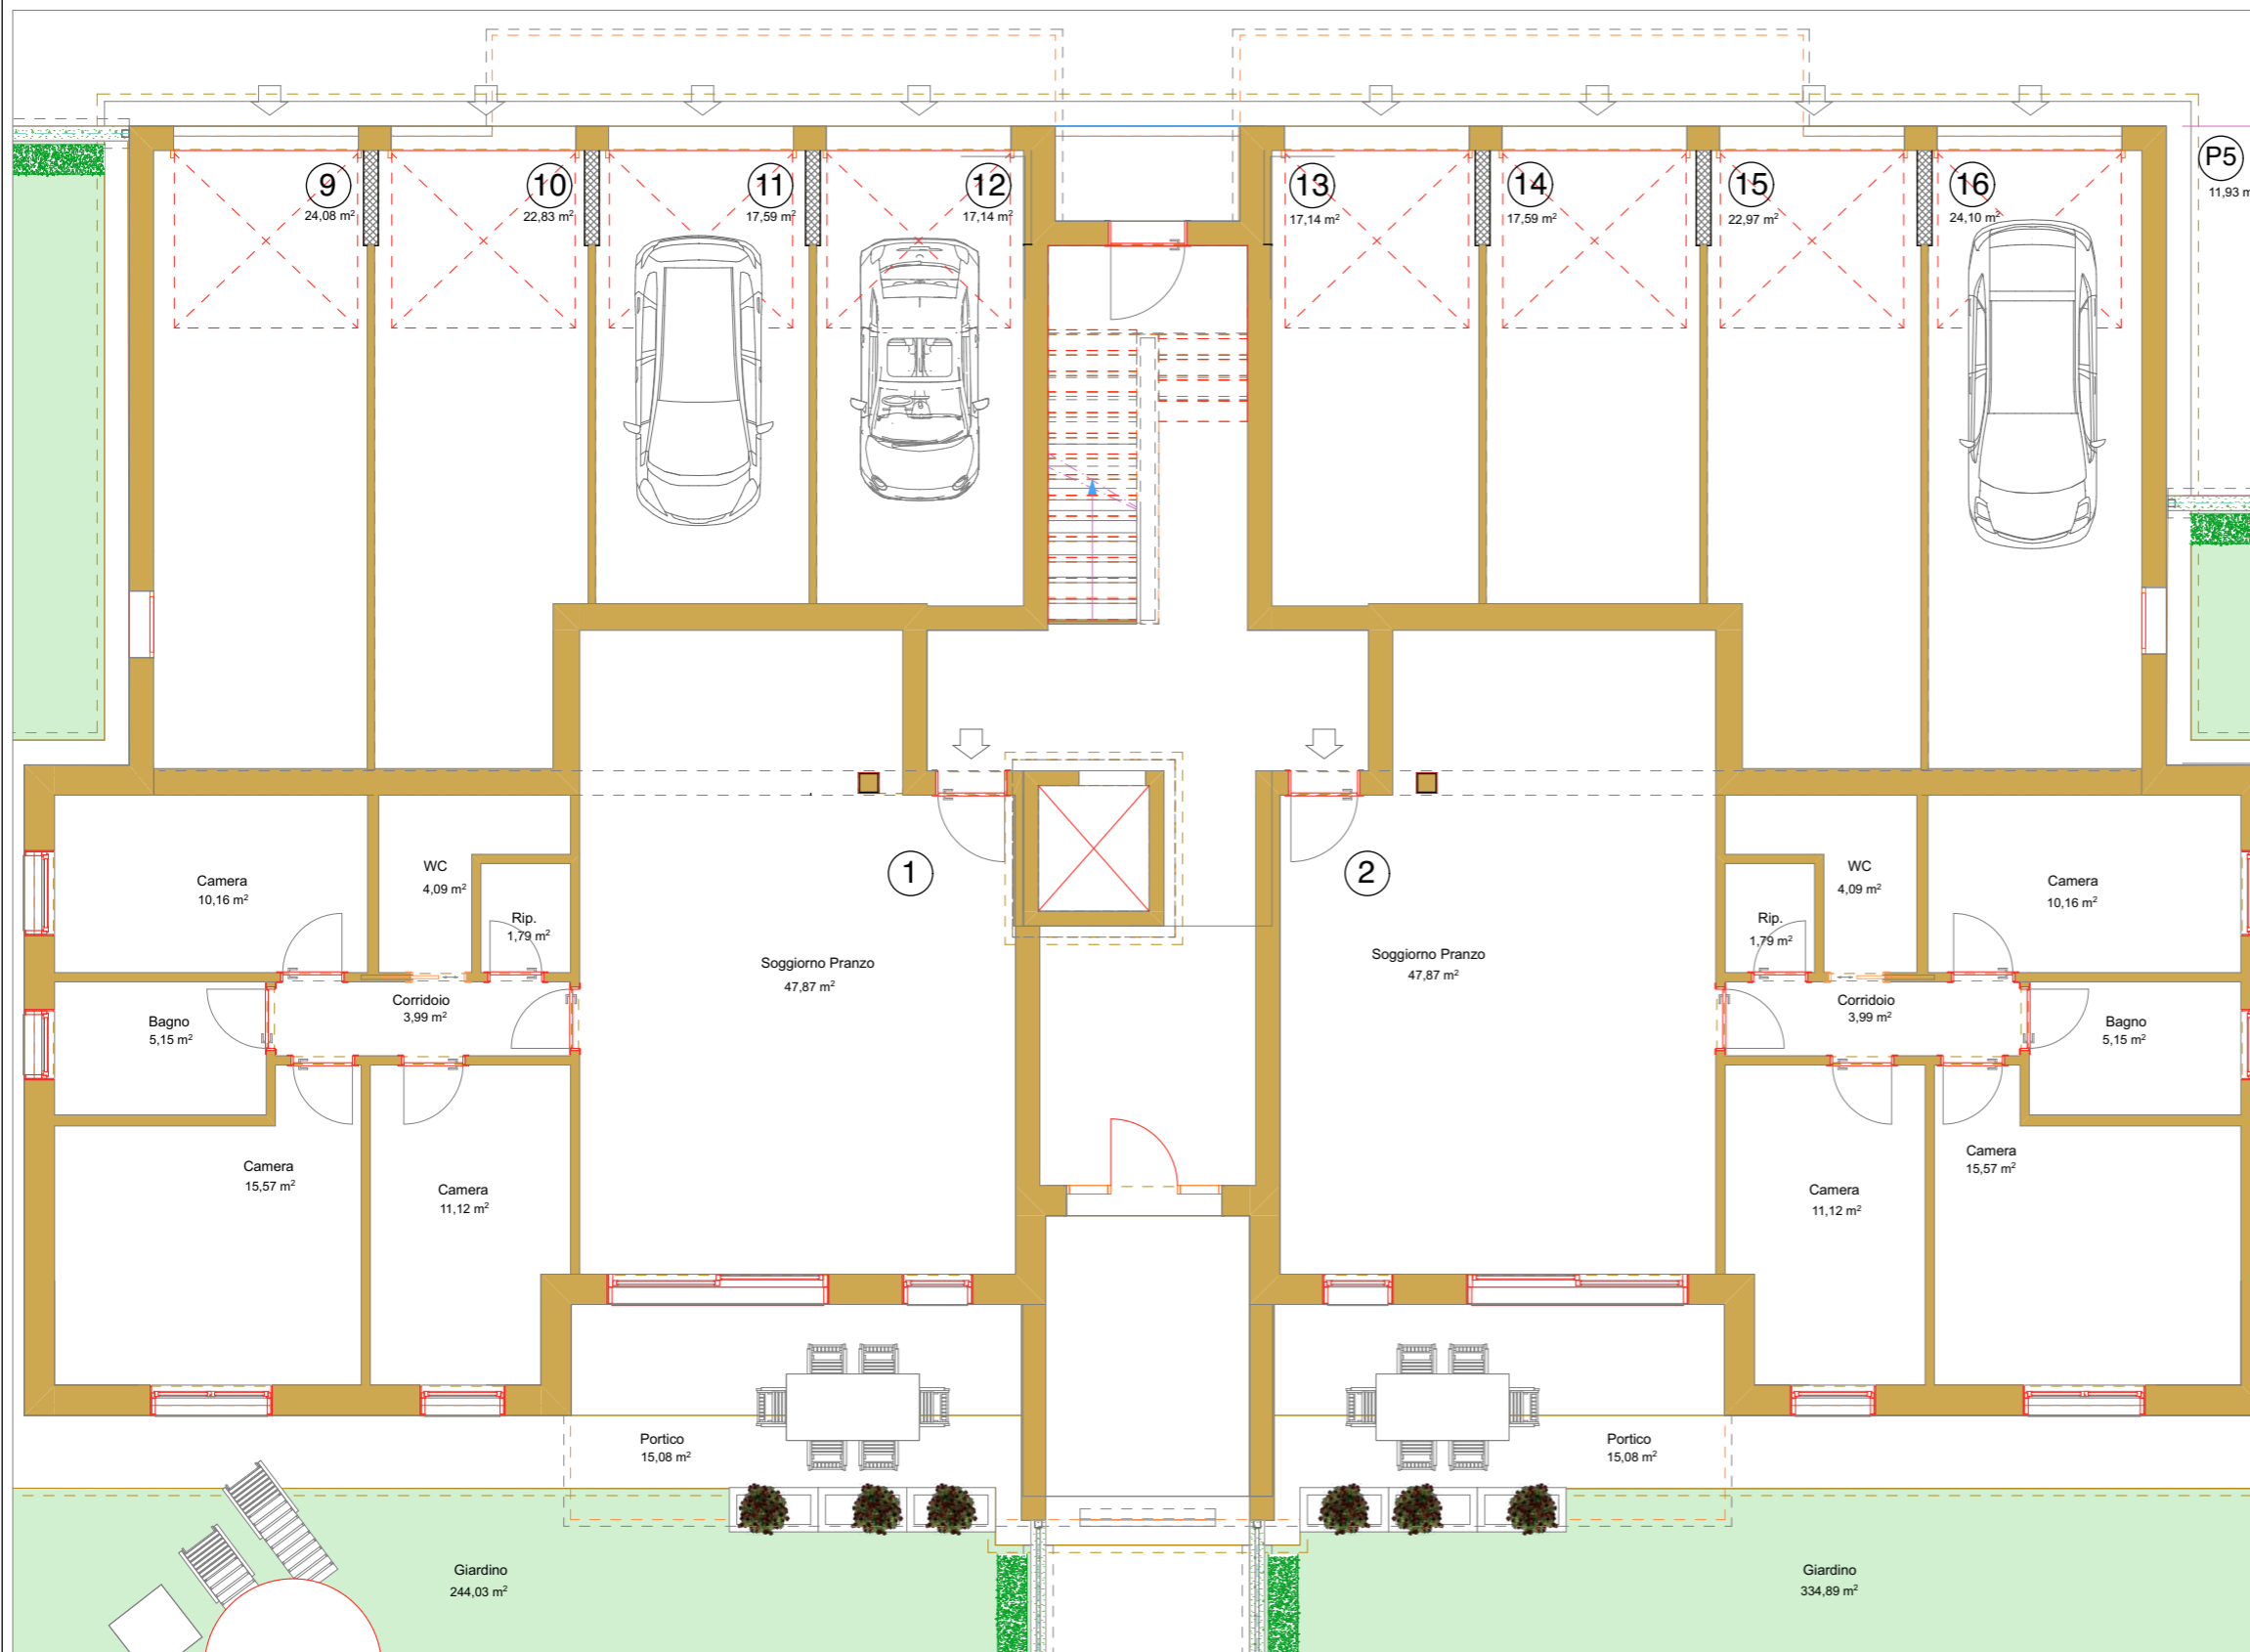 9
24,08 m²
10
22,83 m²
11
17,59 m²
12
17,14 m²
13
17,14 m²
14
17,59 m²
15
22,97 m²
16
24,10 m²
P5
11,93 m
Camera
10,16 m²
WC
4,09 m²
Rip.
1,79 m²
1
Soggiorno Pranzo
47,87 m²
Bagno
5,15 m²
Corridoio
3,99 m²
Camera
15,57 m²
Camera
11,12 m²
2
Soggiorno Pranzo
47,87 m²
Rip.
1,79 m²
WC
4,09 m²
Camera
10,16 m²
Corridoio
3,99 m²
Bagno
5,15 m²
Camera
11,12 m²
Camera
15,57 m²
Portico
15,08 m²
Portico
15,08 m²
Giardino
244,03 m²
Giardino
334,89 m²